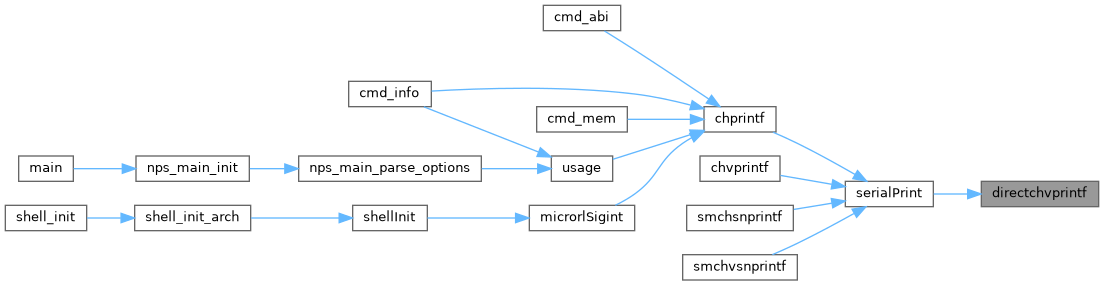 cmd_abi
cmd_info
cmd_mem
chprintf
main
nps_main_init
nps_main_parse_options
usage
chvprintf
serialPrint
directchvprintf
shell_init
shell_init_arch
shellInit
microrlSigint
smchsnprintf
smchvsnprintf